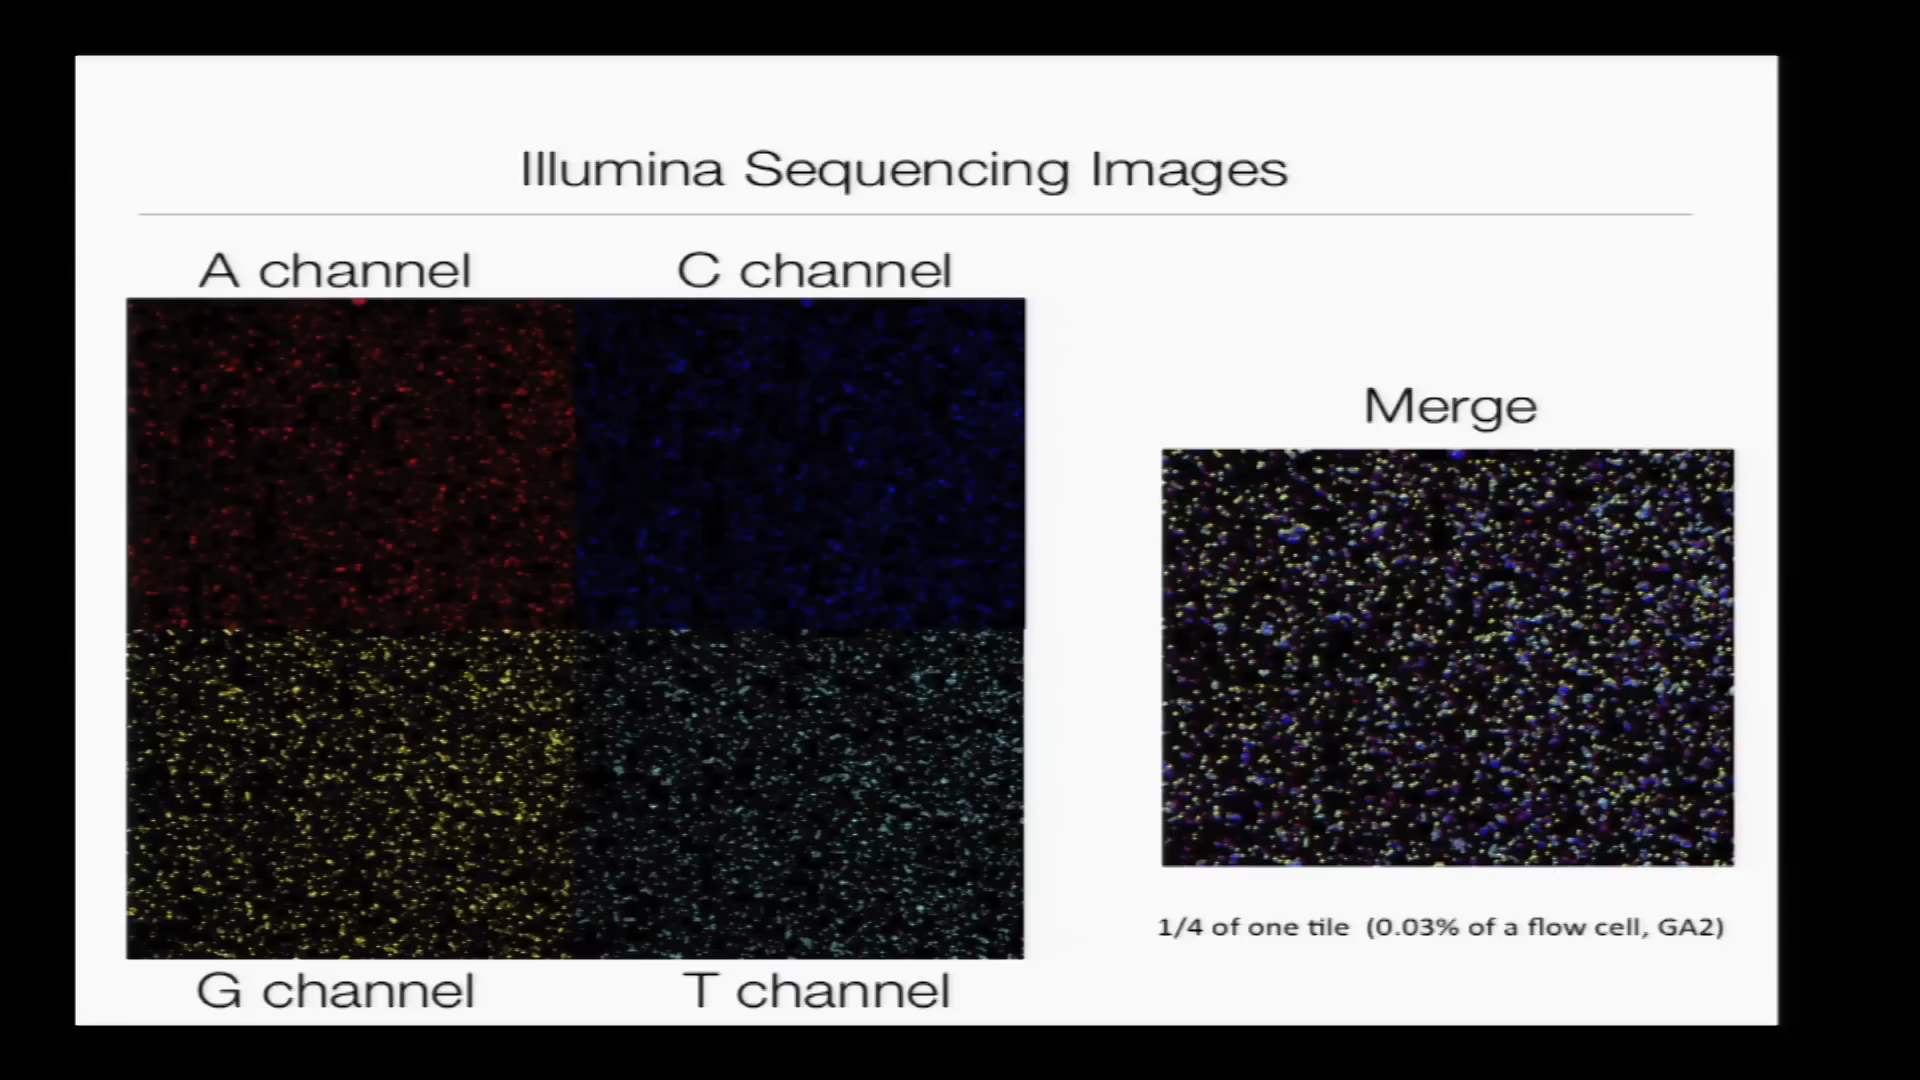 Illumina Sequencing Images
A channel
C channel
G channel
T channel
Merge
1/4 of one tile (0.03% of a flow cell, GA2)